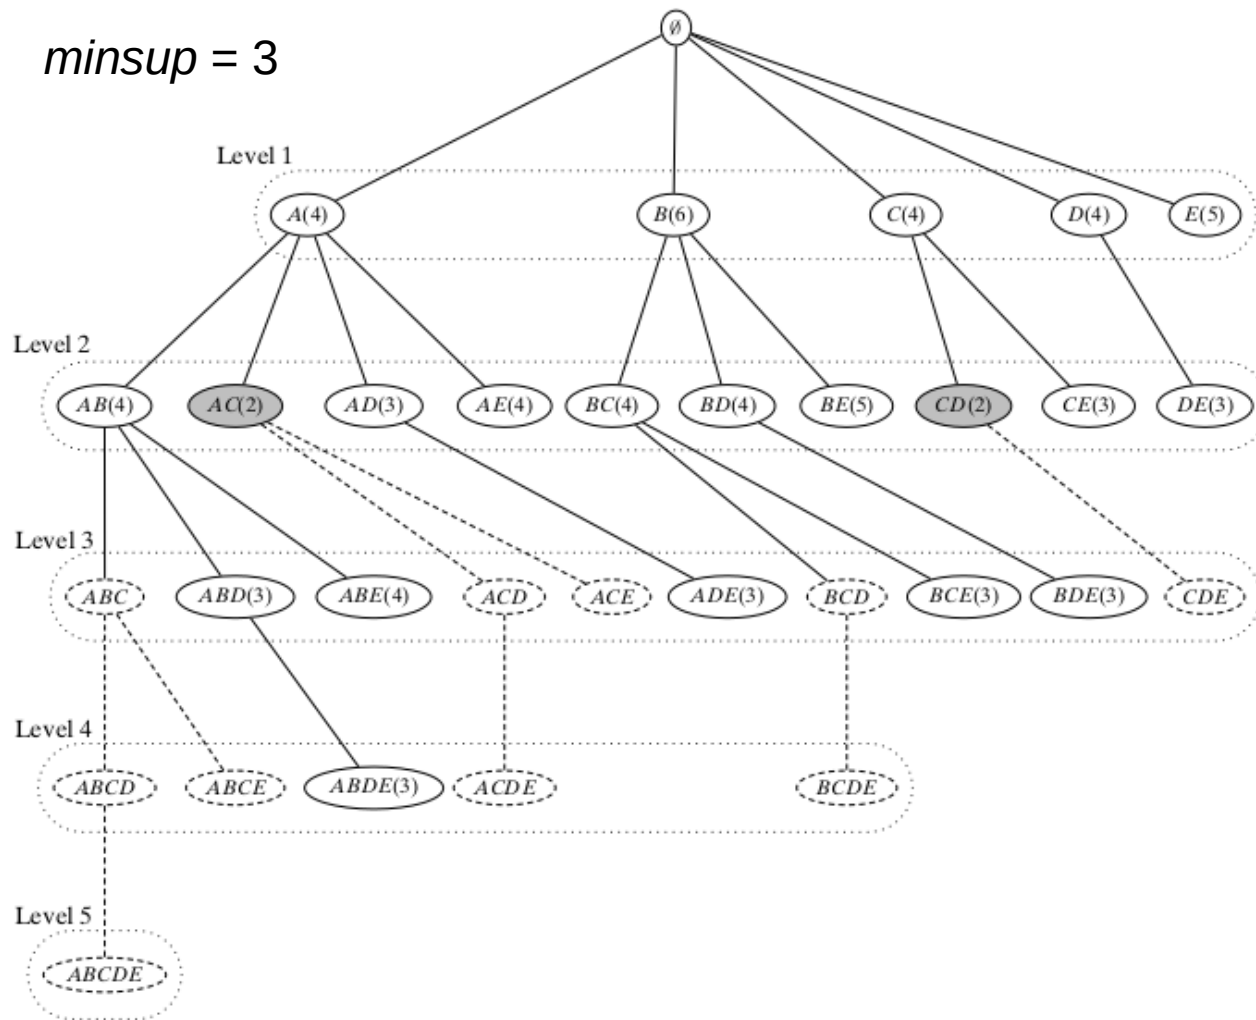 ∅
minsup = 3
Level 1
A(4) B(6) C(4) D(4) E(5)
Level 2
AB(4) AC(2) AD(3) AE(4) BC(4) BD(4) BE(5) CD(2) CE(3) DE(3)
Level 3
ABC ABD(3) ABE(4) ACD ACE ADE(3) BCD BCE(3) BDE(3) CDE
Level 4
ABCD ABCE ABDE(3) ACDE BCDE
Level 5
ABCDE